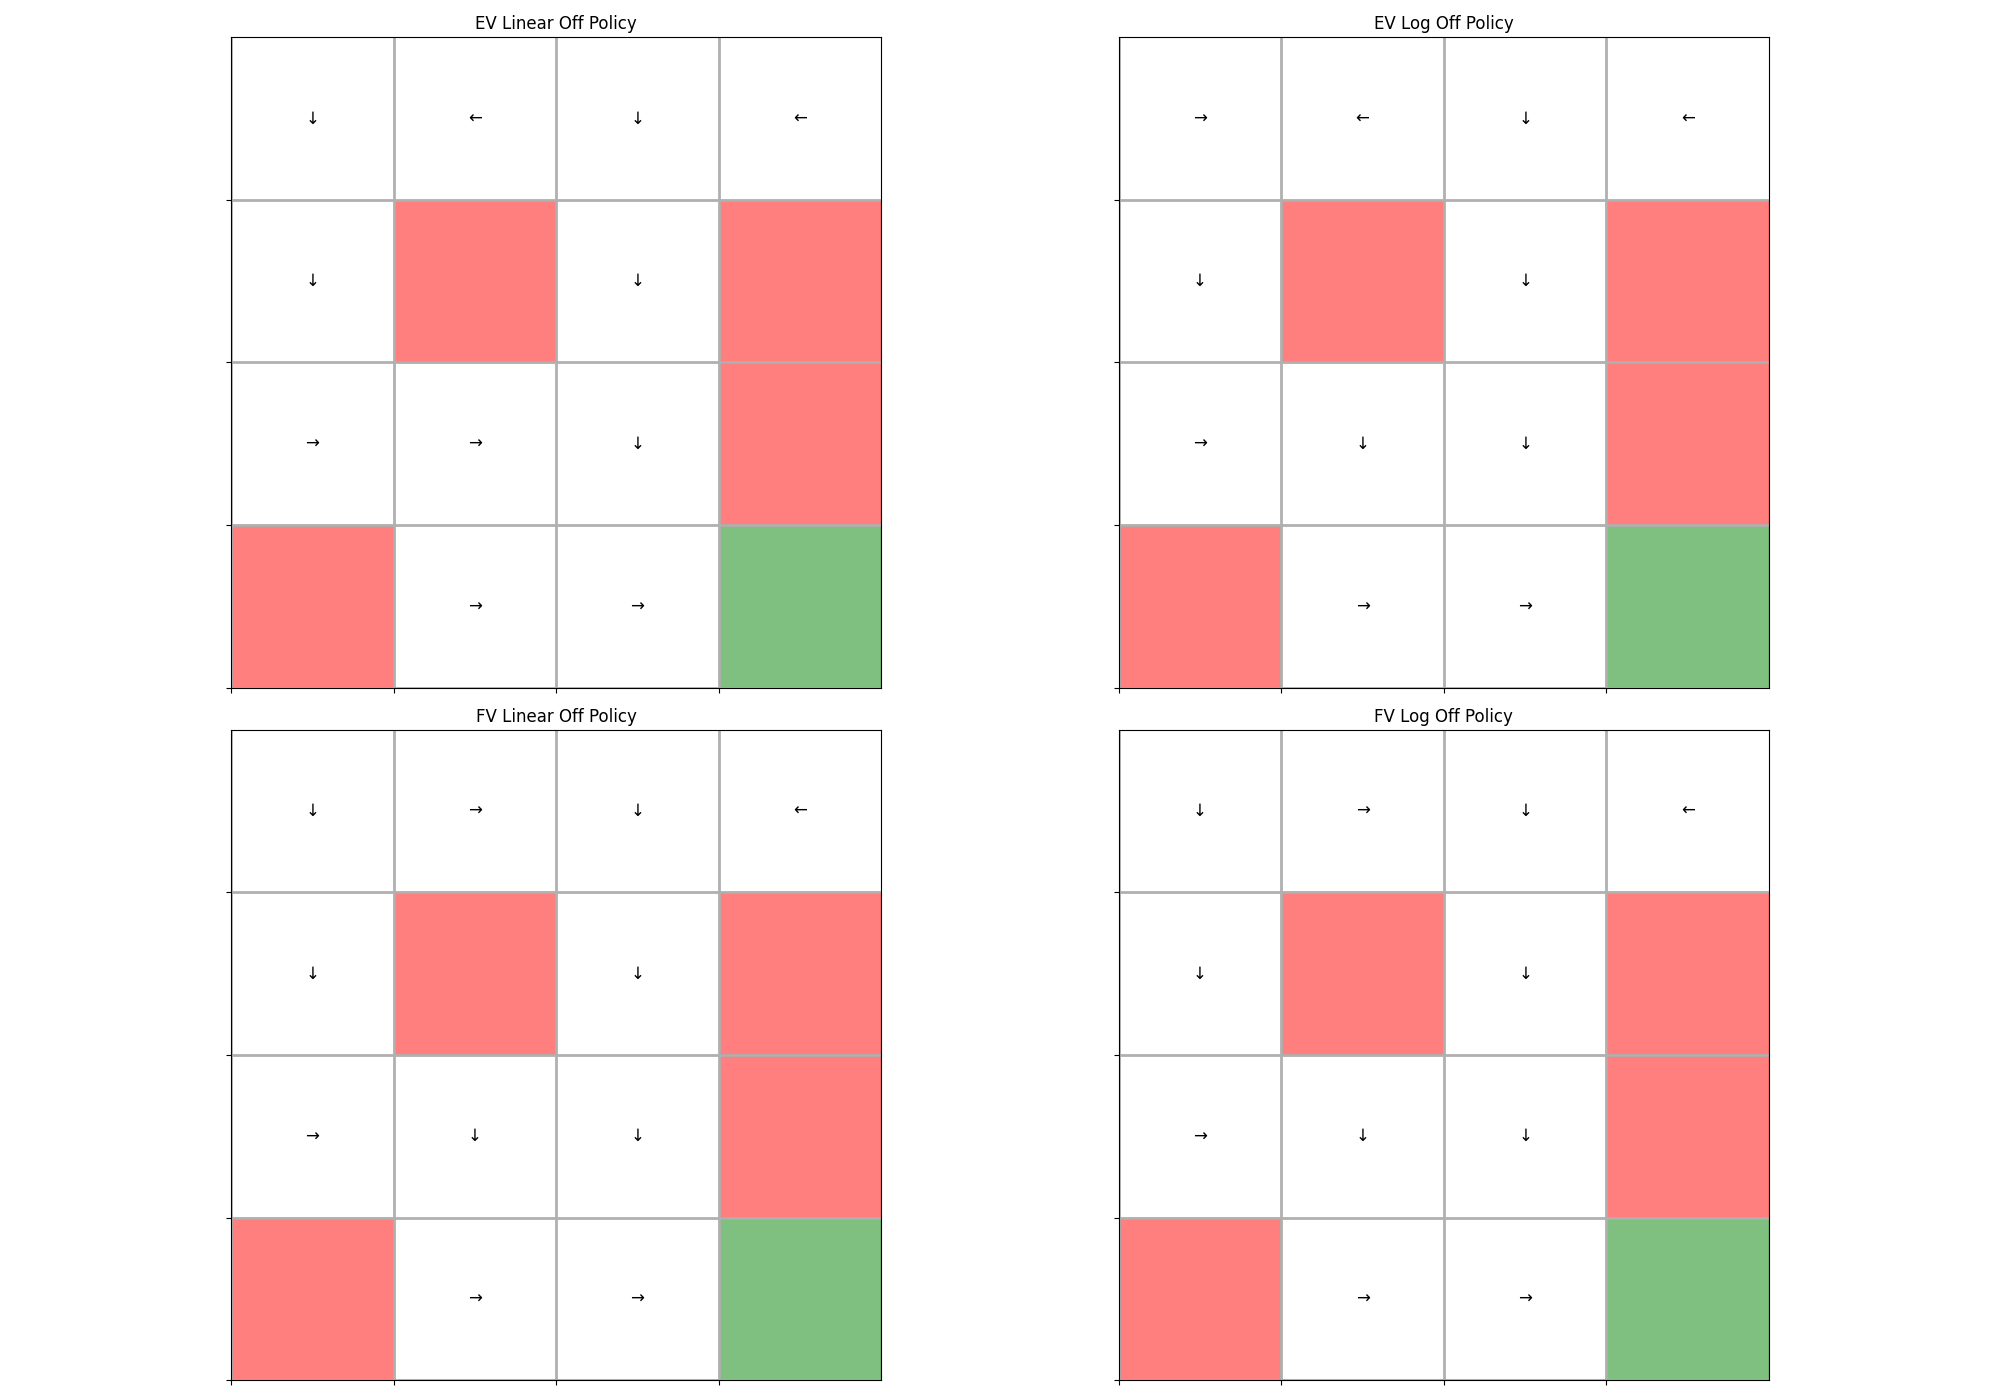 EV Linear Off Policy
EV Log Off Policy
↓ ← ↓ ←
→ ← ↓ ←
↓ ↓
↓ ↓
→ → ↓
→ ↓ ↓
→ →
→ →
FV Linear Off Policy
FV Log Off Policy
↓ → ↓ ←
↓ → ↓ ←
↓ ↓
↓ ↓
→ ↓ ↓
→ ↓ ↓
→ →
→ →